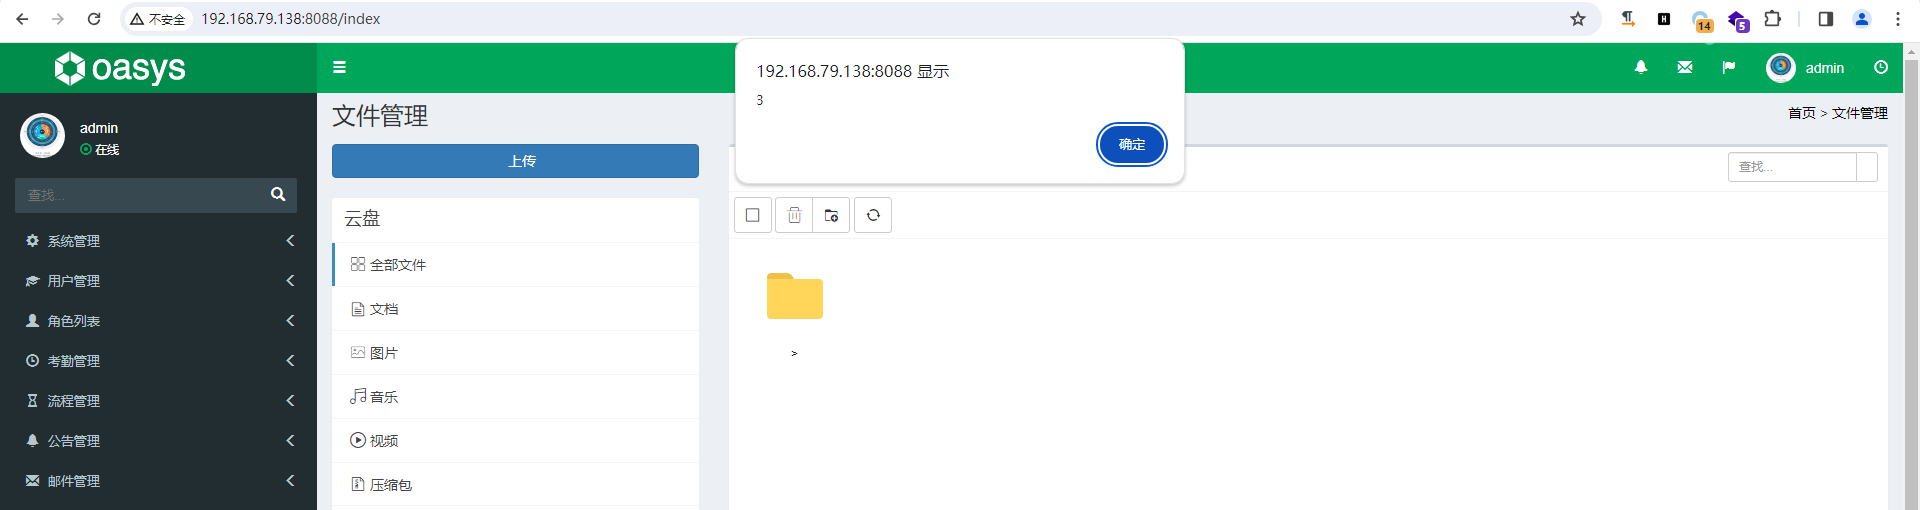 不安全
192.168.79.138:8088/index
14
5
oasys
admin
192.168.79.138:8088 显示
3
确定
admin
在线
查找...
系统管理
用户管理
角色列表
考勤管理
流程管理
公告管理
邮件管理
文件管理
首页 > 文件管理
上传
云盘
全部文件
文档
图片
音乐
视频
压缩包
查找...
>